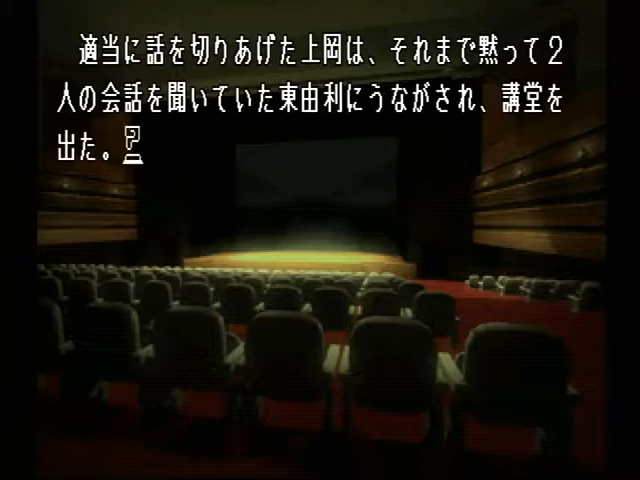 適当に話を切りあげた上岡は、それまで黙って２
人の会話を聞いていた東由利にうながされ、講堂を
出た。